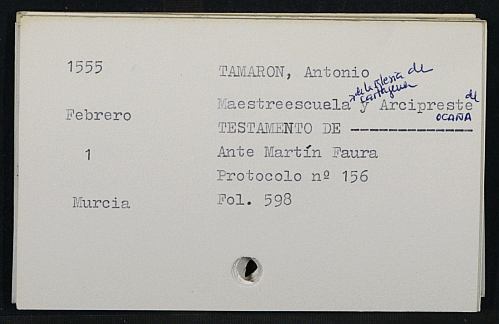 1555
TAMARON, Antonio
de la Iglesia de
Cartagena
Febrero
Maestreescuela y Arcipreste de
OCAÑA
TESTAMENTO DE -------------
1
Ante Martín Faura
Protocolo nº 156
Murcia
Fol. 598